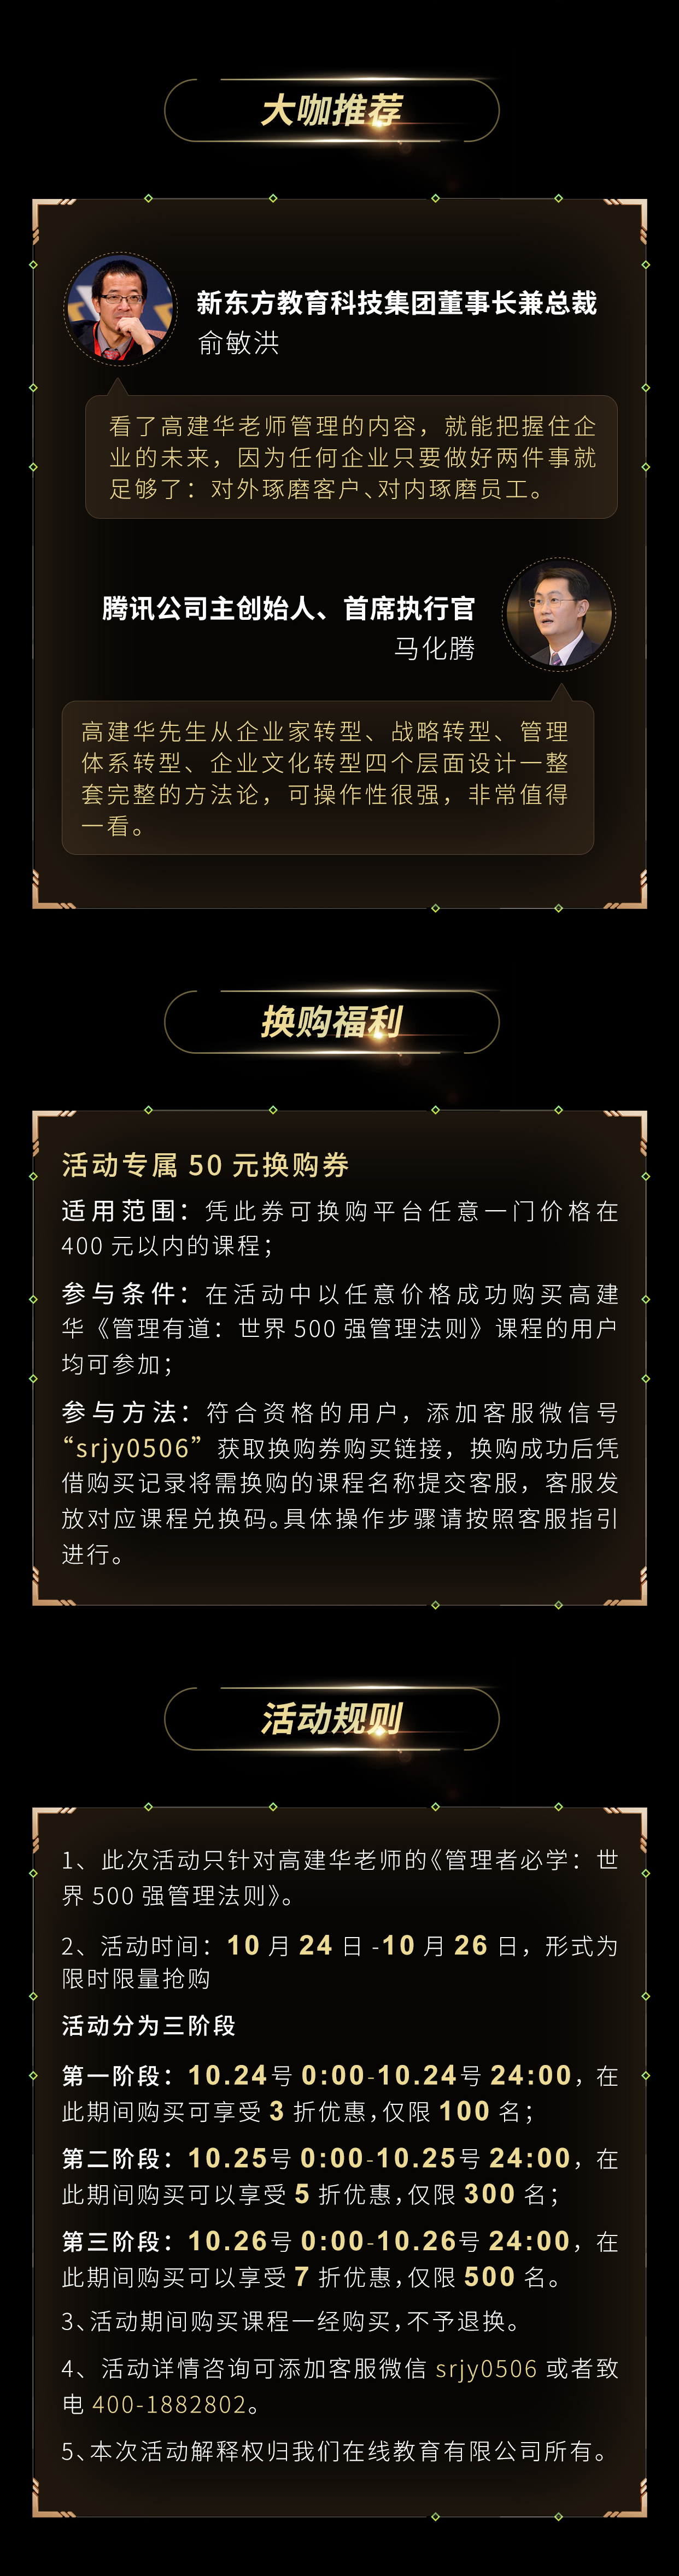 大咖推荐
新东方教育科技集团董事长兼总裁
俞敏洪
看了高建华老师管理的内容，就能把握住企
业的未来，因为任何企业只要做好两件事就
足够了：对外琢磨客户、对内琢磨员工。
腾讯公司主创始人、首席执行官
马化腾
高建华先生从企业家转型、战略转型、管理
体系转型、企业文化转型四个层面设计一整
套完整的方法论，可操作性很强，非常值得
一看。
换购福利
活动专属 50 元换购券
适用范围：凭此券可换购平台任意一门价格在
400 元以内的课程；
参与条件：在活动中以任意价格成功购买高建
华《管理有道：世界 500 强管理法则》课程的用户
均可参加；
参与方法：符合资格的用户，添加客服微信号
“srjy0506” 获取换购券购买链接，换购成功后凭
借购买记录将需换购的课程名称提交客服，客服发
放对应课程兑换码。具体操作步骤请按照客服指引
进行。
活动规则
1、此次活动只针对高建华老师的《管理者必学：世
界 500 强管理法则》。
2、活动时间：10 月 24 日 -10 月 26 日，形式为
限时限量抢购
活动分为三阶段
第一阶段：10.24号 0:00-10.24号 24:00，在
此期间购买可享受 3 折优惠，仅限 100 名；
第二阶段：10.25号 0:00-10.25号 24:00，在
此期间购买可以享受 5 折优惠，仅限 300 名；
第三阶段：10.26号 0:00-10.26号 24:00，在
此期间购买可以享受 7 折优惠，仅限 500 名。
3、活动期间购买课程一经购买，不予退换。
4、活动详情咨询可添加客服微信 srjy0506 或者致
电 400-1882802。
5、本次活动解释权归我们在线教育有限公司所有。